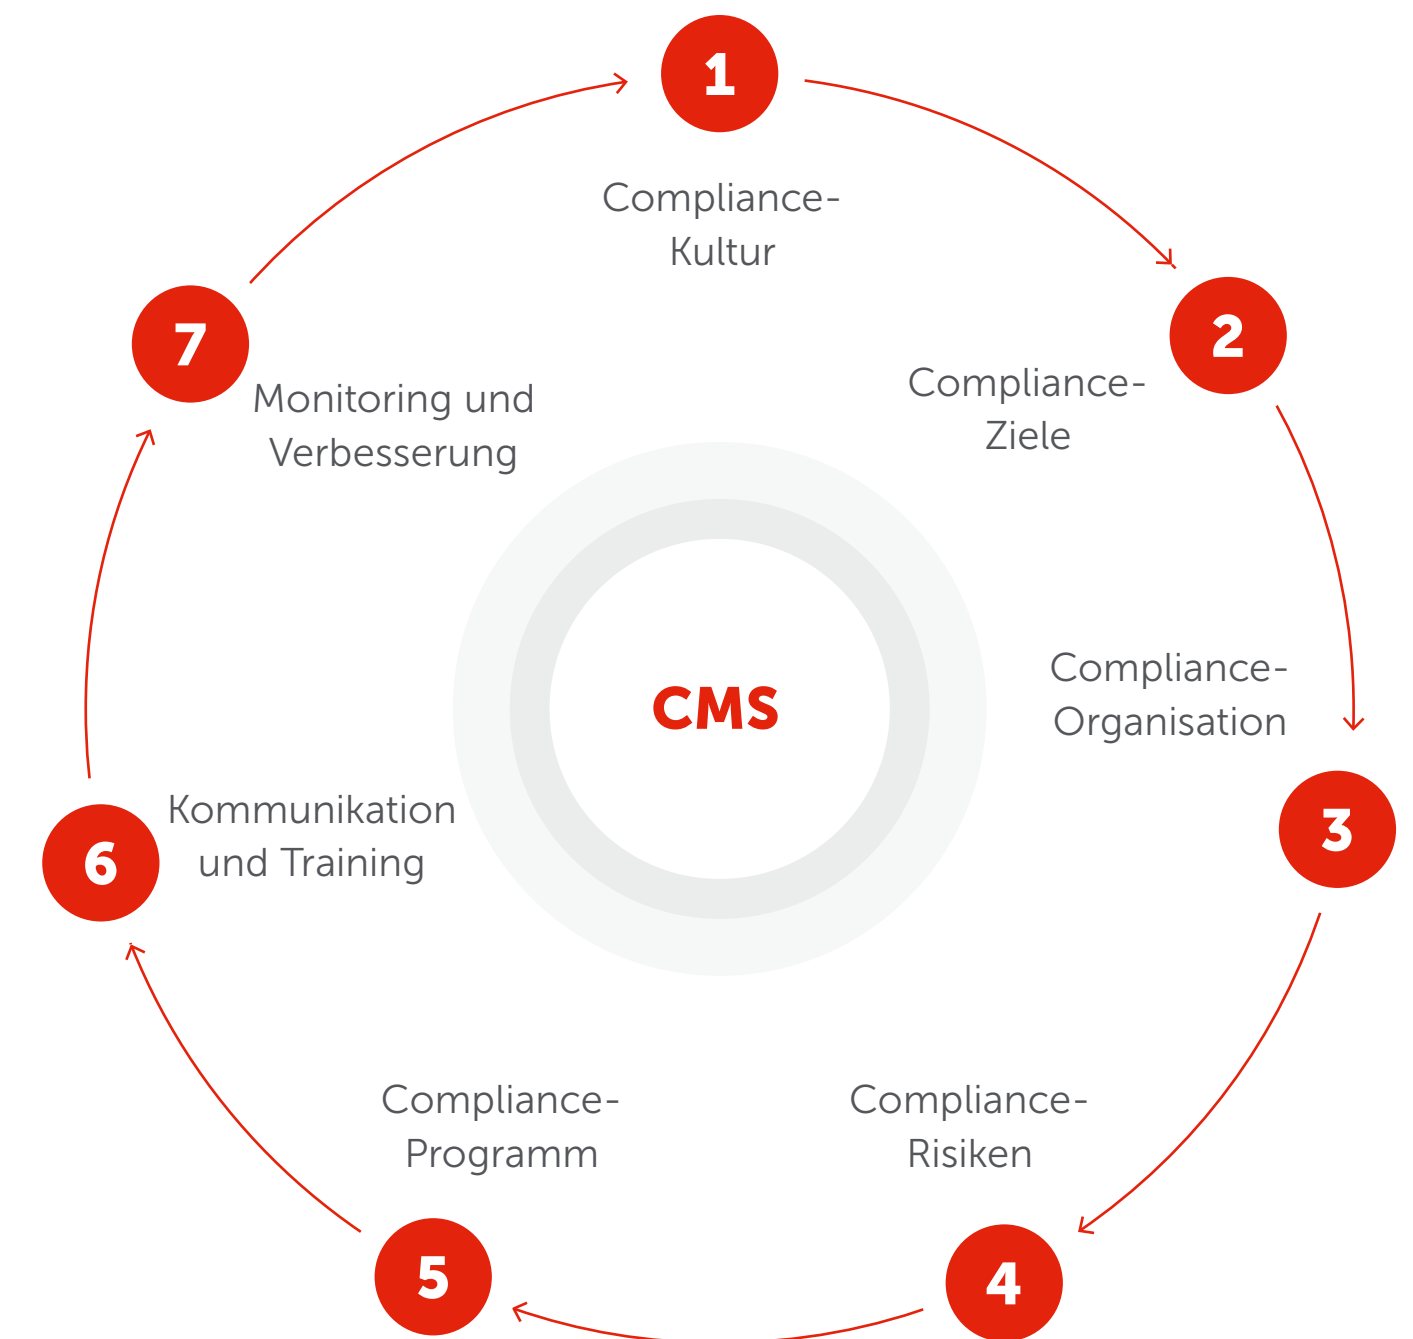 1
Compliance-
Kultur
2
Compliance-
Ziele
3
Compliance-
Organisation
4
Compliance-
Risiken
5
Compliance-
Programm
6
Kommunikation
und Training
7
Monitoring und
Verbesserung
CMS